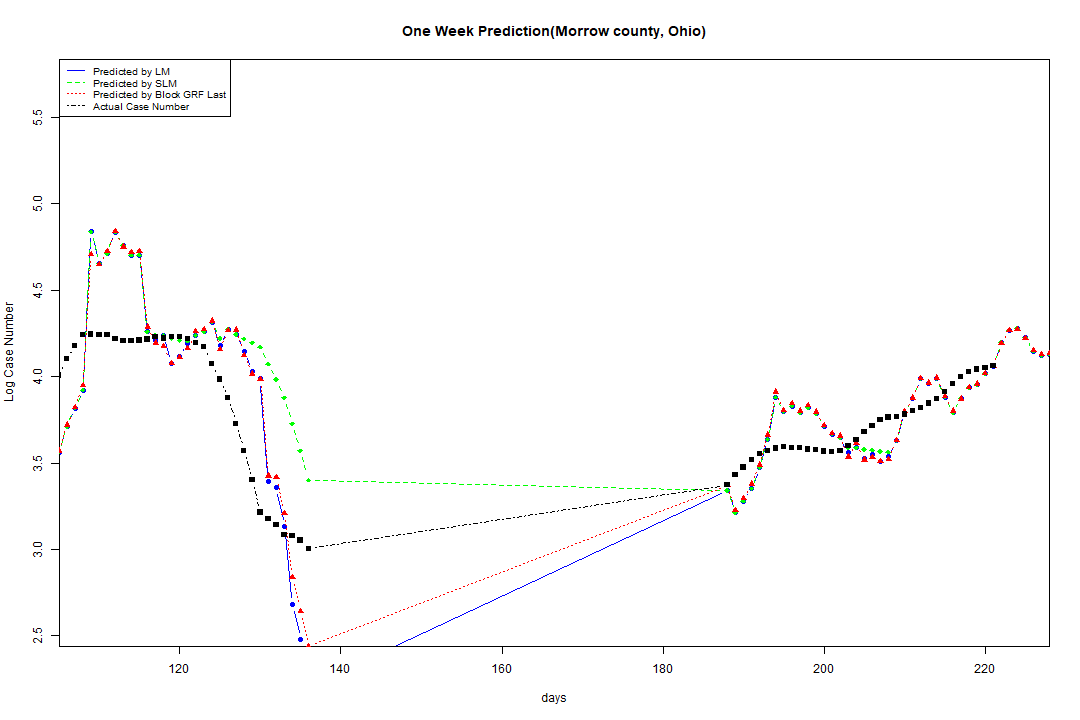 One Week Prediction(Morrow county, Ohio)
Predicted by LM
Predicted by SLM
Predicted by Block GRF Last
Actual Case Number
Log Case Number
5.5
5.0
4.5
4.0
3.5
3.0
2.5
120 140 160 180 200 220
days